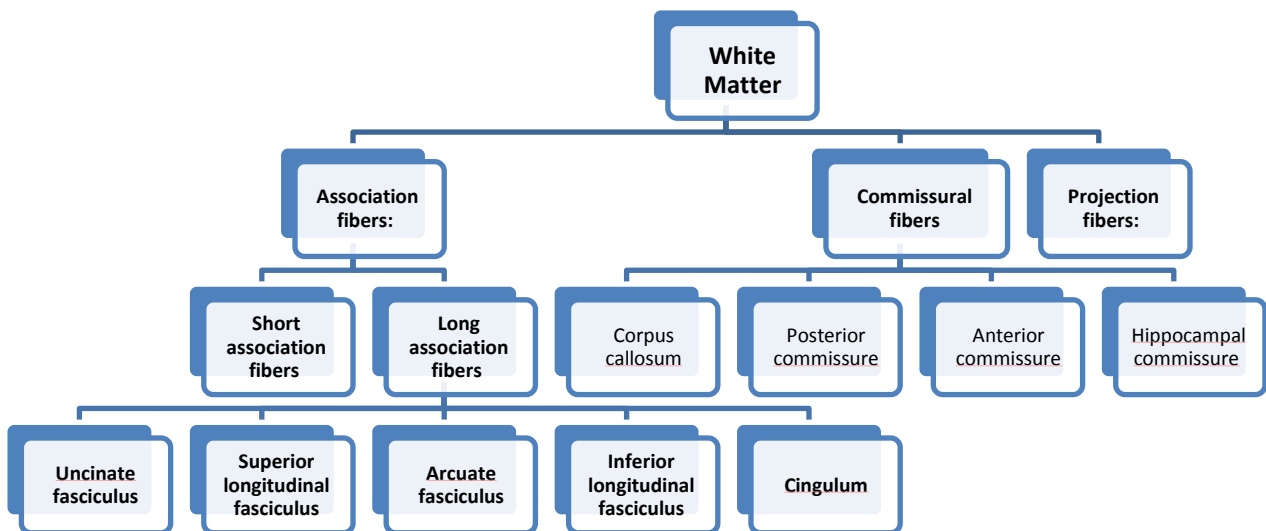 White
Matter
Association
fibers:
Commissural
fibers
Projection
fibers:
Short
association
fibers
Long
association
fibers
Corpus
callosum
Posterior
commissure
Anterior
commissure
Hippocampal
commissure
Uncinate
fasciculus
Superior
longitudinal
fasciculus
Arcuate
fasciculus
Inferior
longitudinal
fasciculus
Cingulum